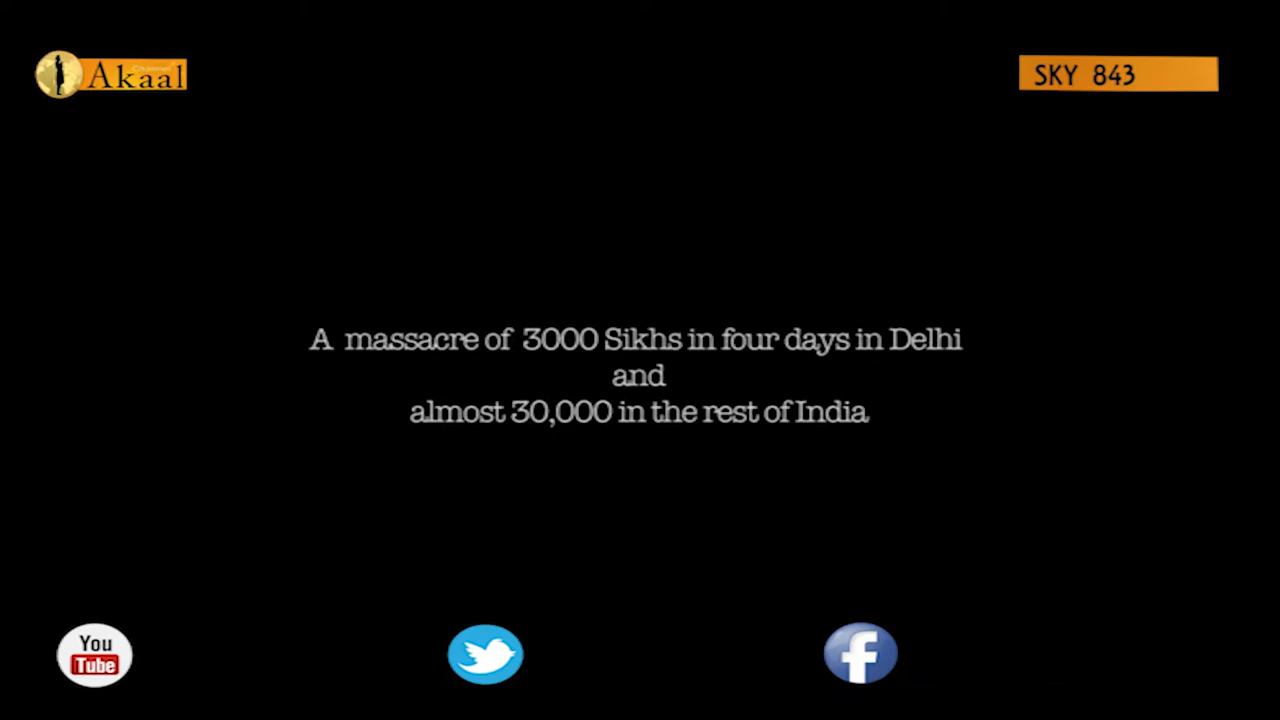 Channel
Akaal
SKY 843
A massacre of 3000 Sikhs in four days in Delhi
and
almost 30,000 in the rest of India
You
Tube
f